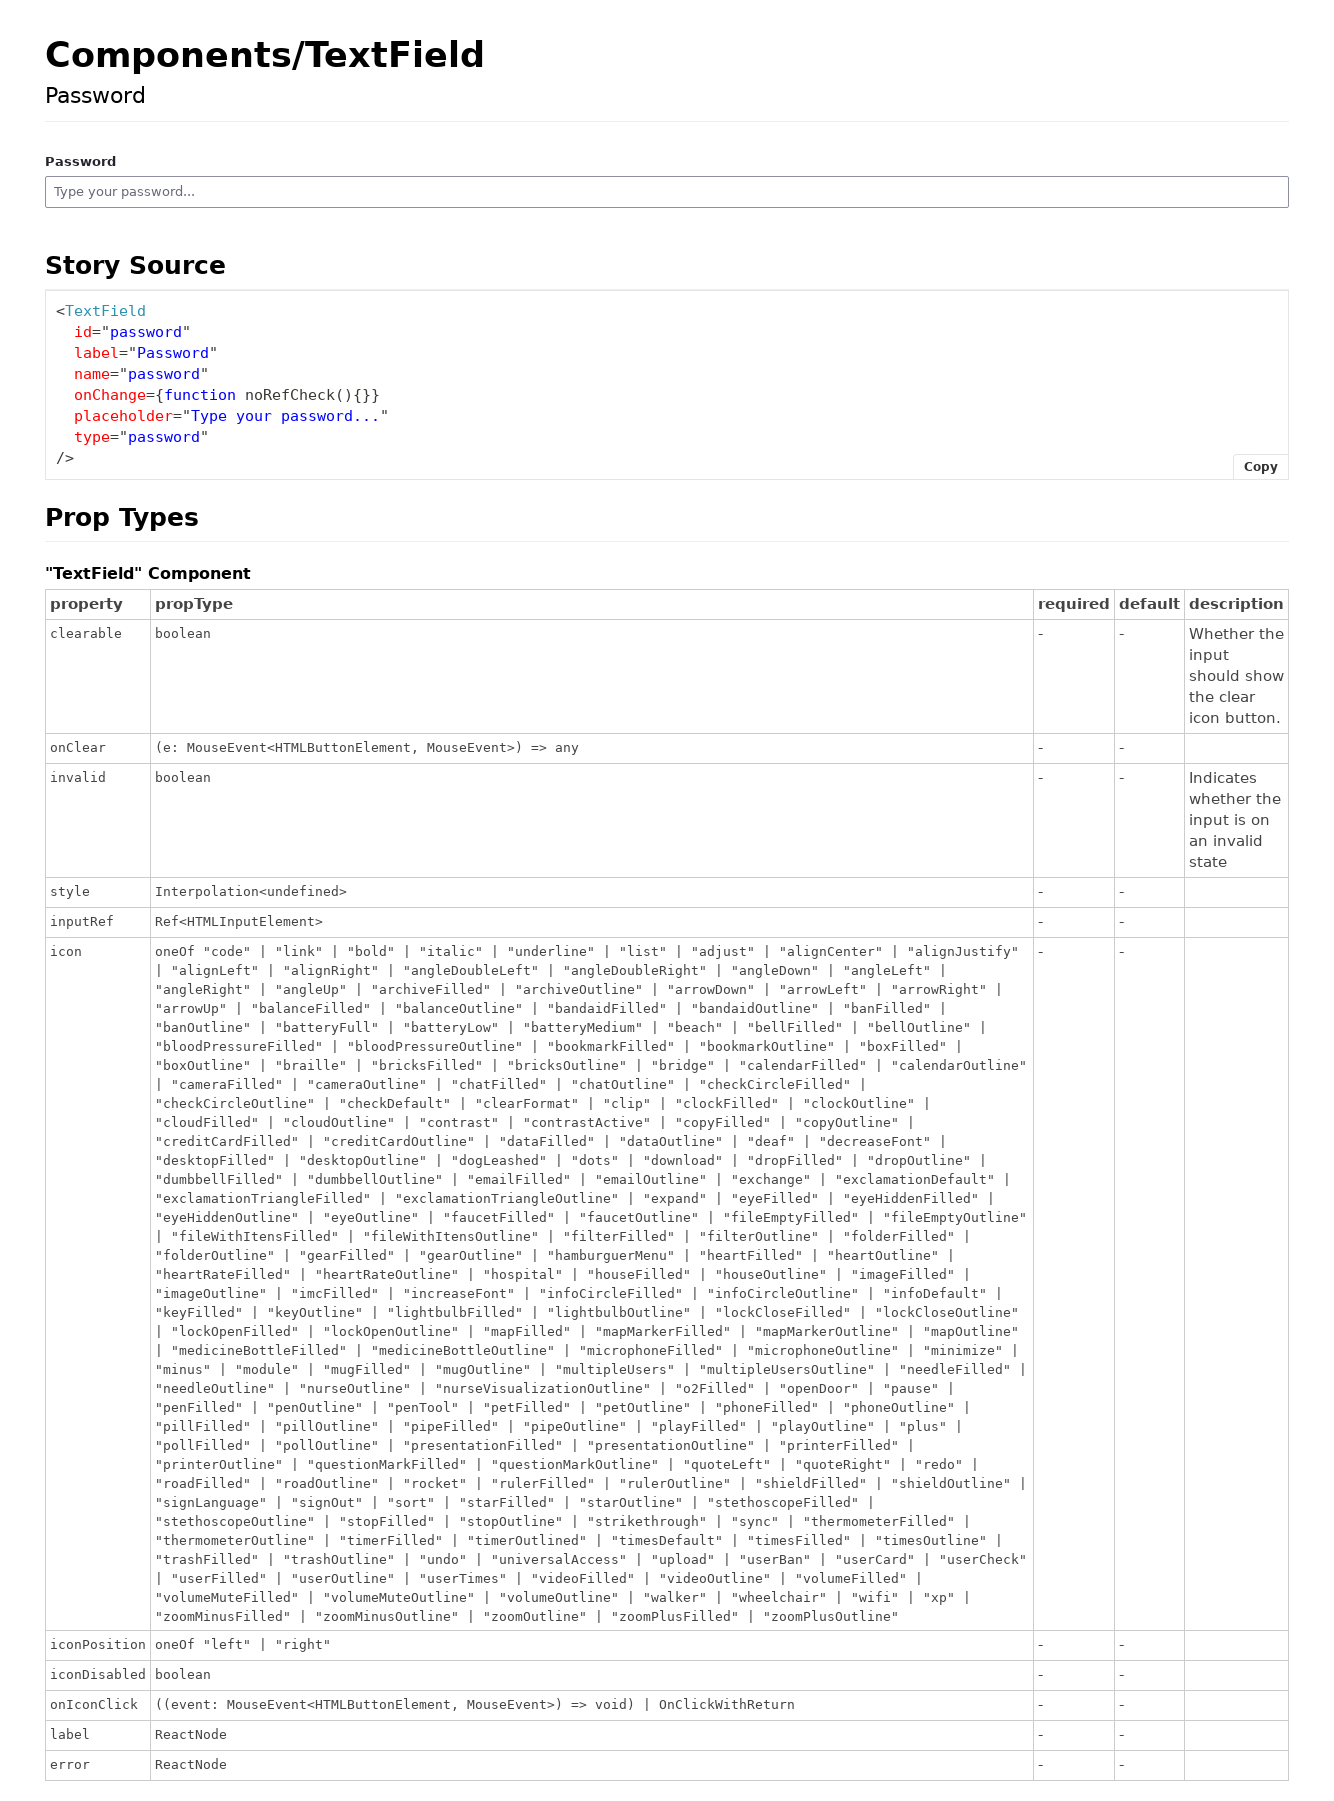 Components/TextField
Password
Password
Type your password...
Story Source
<TextField
  id="password"
  label="Password"
  name="password"
  onChange={function noRefCheck(){}}
  placeholder="Type your password..."
  type="password"
/>
Copy
Prop Types
"TextField" Component
property propType required default description
clearable boolean - - Whether the
input
should show
the clear
icon button.
onClear (e: MouseEvent<HTMLButtonElement, MouseEvent>) => any - -
invalid boolean - - Indicates
whether the
input is on
an invalid
state
style Interpolation<undefined> - -
inputRef Ref<HTMLInputElement> - -
icon oneOf "code" | "link" | "bold" | "italic" | "underline" | "list" | "adjust" | "alignCenter" | "alignJustify" - -
| "alignLeft" | "alignRight" | "angleDoubleLeft" | "angleDoubleRight" | "angleDown" | "angleLeft" |
"angleRight" | "angleUp" | "archiveFilled" | "archiveOutline" | "arrowDown" | "arrowLeft" | "arrowRight" |
"arrowUp" | "balanceFilled" | "balanceOutline" | "bandaidFilled" | "bandaidOutline" | "banFilled" |
"banOutline" | "batteryFull" | "batteryLow" | "batteryMedium" | "beach" | "bellFilled" | "bellOutline" |
"bloodPressureFilled" | "bloodPressureOutline" | "bookmarkFilled" | "bookmarkOutline" | "boxFilled" |
"boxOutline" | "braille" | "bricksFilled" | "bricksOutline" | "bridge" | "calendarFilled" | "calendarOutline"
| "cameraFilled" | "cameraOutline" | "chatFilled" | "chatOutline" | "checkCircleFilled" |
"checkCircleOutline" | "checkDefault" | "clearFormat" | "clip" | "clockFilled" | "clockOutline" |
"cloudFilled" | "cloudOutline" | "contrast" | "contrastActive" | "copyFilled" | "copyOutline" |
"creditCardFilled" | "creditCardOutline" | "dataFilled" | "dataOutline" | "deaf" | "decreaseFont" |
"desktopFilled" | "desktopOutline" | "dogLeashed" | "dots" | "download" | "dropFilled" | "dropOutline" |
"dumbbellFilled" | "dumbbellOutline" | "emailFilled" | "emailOutline" | "exchange" | "exclamationDefault" |
"exclamationTriangleFilled" | "exclamationTriangleOutline" | "expand" | "eyeFilled" | "eyeHiddenFilled" |
"eyeHiddenOutline" | "eyeOutline" | "faucetFilled" | "faucetOutline" | "fileEmptyFilled" | "fileEmptyOutline"
| "fileWithItensFilled" | "fileWithItensOutline" | "filterFilled" | "filterOutline" | "folderFilled" |
"folderOutline" | "gearFilled" | "gearOutline" | "hamburguerMenu" | "heartFilled" | "heartOutline" |
"heartRateFilled" | "heartRateOutline" | "hospital" | "houseFilled" | "houseOutline" | "imageFilled" |
"imageOutline" | "imcFilled" | "increaseFont" | "infoCircleFilled" | "infoCircleOutline" | "infoDefault" |
"keyFilled" | "keyOutline" | "lightbulbFilled" | "lightbulbOutline" | "lockCloseFilled" | "lockCloseOutline"
| "lockOpenFilled" | "lockOpenOutline" | "mapFilled" | "mapMarkerFilled" | "mapMarkerOutline" | "mapOutline"
| "medicineBottleFilled" | "medicineBottleOutline" | "microphoneFilled" | "microphoneOutline" | "minimize" |
"minus" | "module" | "mugFilled" | "mugOutline" | "multipleUsers" | "multipleUsersOutline" | "needleFilled" |
"needleOutline" | "nurseOutline" | "nurseVisualizationOutline" | "o2Filled" | "openDoor" | "pause" |
"penFilled" | "penOutline" | "penTool" | "petFilled" | "petOutline" | "phoneFilled" | "phoneOutline" |
"pillFilled" | "pillOutline" | "pipeFilled" | "pipeOutline" | "playFilled" | "playOutline" | "plus" |
"pollFilled" | "pollOutline" | "presentationFilled" | "presentationOutline" | "printerFilled" |
"printerOutline" | "questionMarkFilled" | "questionMarkOutline" | "quoteLeft" | "quoteRight" | "redo" |
"roadFilled" | "roadOutline" | "rocket" | "rulerFilled" | "rulerOutline" | "shieldFilled" | "shieldOutline" |
"signLanguage" | "signOut" | "sort" | "starFilled" | "starOutline" | "stethoscopeFilled" |
"stethoscopeOutline" | "stopFilled" | "stopOutline" | "strikethrough" | "sync" | "thermometerFilled" |
"thermometerOutline" | "timerFilled" | "timerOutlined" | "timesDefault" | "timesFilled" | "timesOutline" |
"trashFilled" | "trashOutline" | "undo" | "universalAccess" | "upload" | "userBan" | "userCard" | "userCheck"
| "userFilled" | "userOutline" | "userTimes" | "videoFilled" | "videoOutline" | "volumeFilled" |
"volumeMuteFilled" | "volumeMuteOutline" | "volumeOutline" | "walker" | "wheelchair" | "wifi" | "xp" |
"zoomMinusFilled" | "zoomMinusOutline" | "zoomOutline" | "zoomPlusFilled" | "zoomPlusOutline"
iconPosition oneOf "left" | "right" - -
iconDisabled boolean - -
onIconClick ((event: MouseEvent<HTMLButtonElement, MouseEvent>) => void) | OnClickWithReturn - -
label ReactNode - -
error ReactNode - -